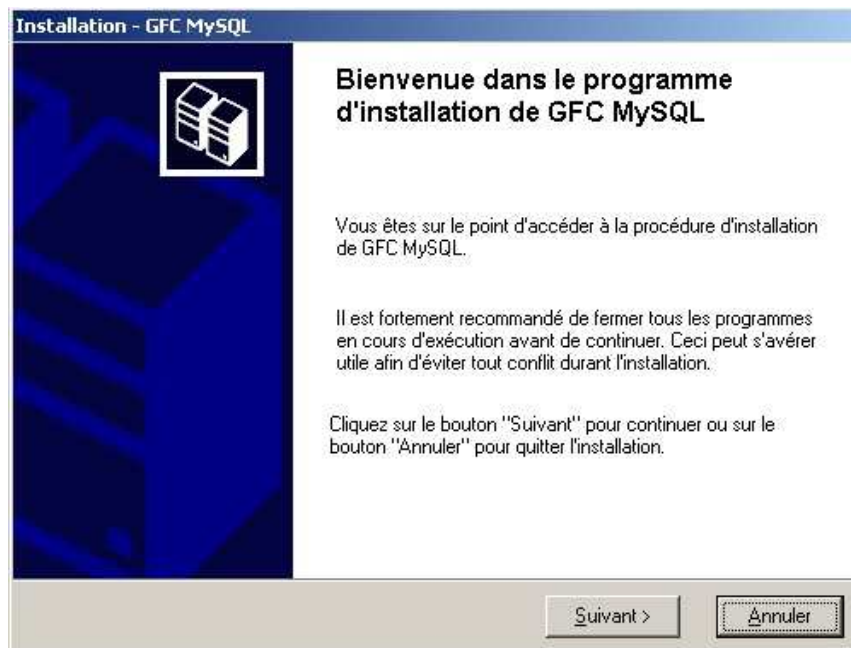 Installation - GFC MySQL
Bienvenue dans le programme
d'installation de GFC MySQL
Vous êtes sur le point d'accéder à la procédure d'installation
de GFC MySQL.
Il est fortement recommandé de fermer tous les programmes
en cours d'exécution avant de continuer. Ceci peut s'avérer
utile afin d'éviter tout conflit durant l'installation.
Cliquez sur le bouton "Suivant" pour continuer ou sur le
bouton "Annuler" pour quitter l'installation.
Suivant >
Annuler